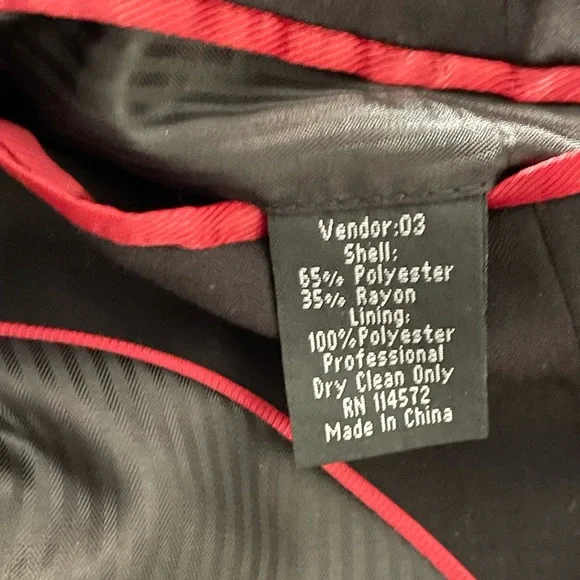 Vendor:03
Shell:
65% Polyester
35% Rayon
Lining:
100%Polyester
Professional
Dry Clean Only
RN 114572
Made In China